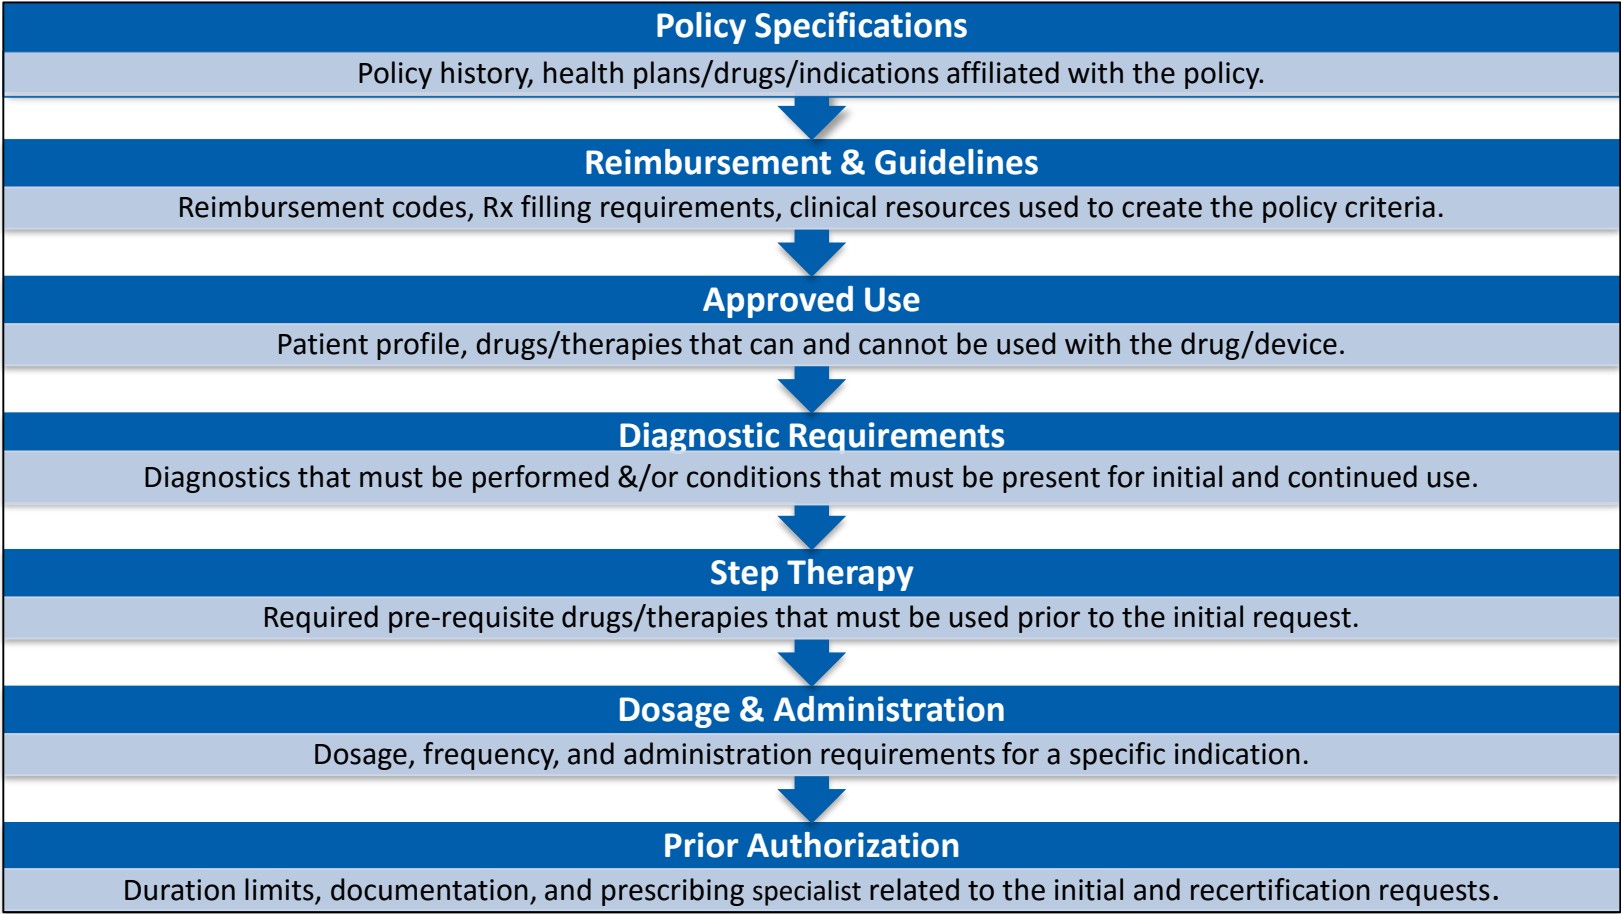 Policy Specifications
Policy history, health plans/drugs/indications affiliated with the policy.
Reimbursement & Guidelines
Reimbursement codes, Rx filling requirements, clinical resources used to create the policy criteria.
Approved Use
Patient profile, drugs/therapies that can and cannot be used with the drug/device.
Diagnostic Requirements
Diagnostics that must be performed &/or conditions that must be present for initial and continued use.
Step Therapy
Required pre-requisite drugs/therapies that must be used prior to the initial request.
Dosage & Administration
Dosage, frequency, and administration requirements for a specific indication.
Prior Authorization
Duration limits, documentation, and prescribing specialist related to the initial and recertification requests.